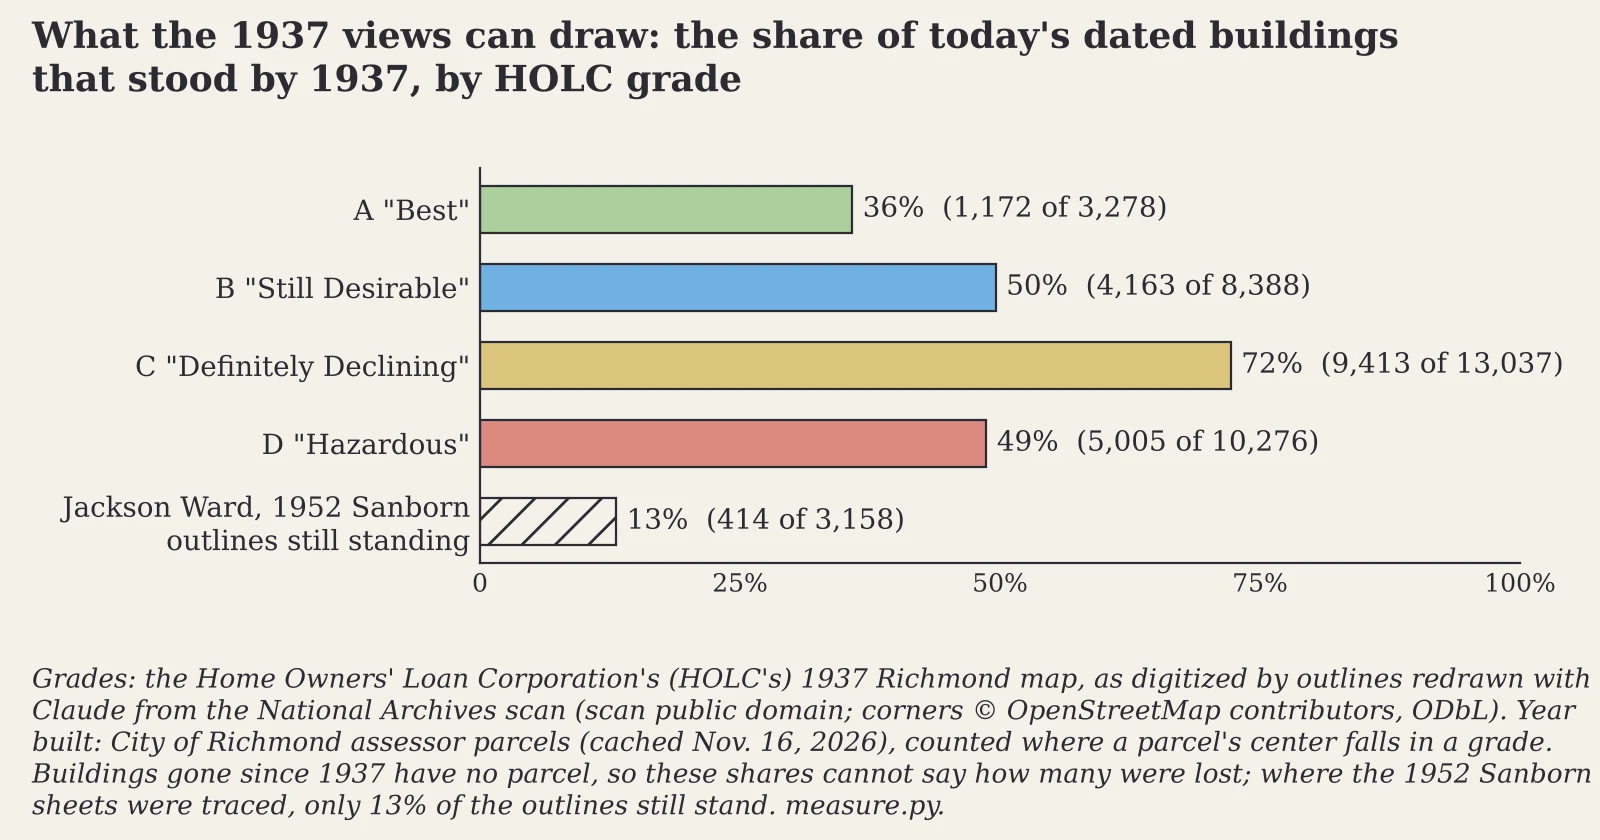 What the 1937 views can draw: the share of today's dated buildings
that stood by 1937, by HOLC grade
A "Best"
36% (1,172 of 3,278)
B "Still Desirable"
50% (4,163 of 8,388)
C "Definitely Declining"
72% (9,413 of 13,037)
D "Hazardous"
49% (5,005 of 10,276)
Jackson Ward, 1952 Sanborn
outlines still standing
13% (414 of 3,158)
0 25% 50% 75% 100%
Grades: the Home Owners' Loan Corporation's (HOLC's) 1937 Richmond map, as digitized by outlines redrawn with
Claude from the National Archives scan (scan public domain; corners © OpenStreetMap contributors, ODbL). Year
built: City of Richmond assessor parcels (cached Nov. 16, 2026), counted where a parcel's center falls in a grade.
Buildings gone since 1937 have no parcel, so these shares cannot say how many were lost; where the 1952 Sanborn
sheets were traced, only 13% of the outlines still stand. measure.py.